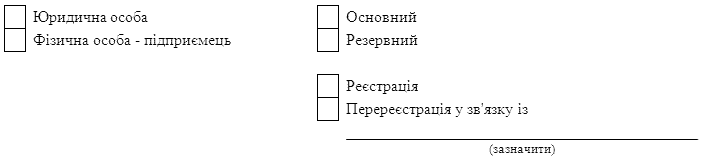 Юридична особа
Фізична особа - підприємець
Основний
Резервний
Реєстрація
Перереєстрація у зв'язку із
(зазначити)